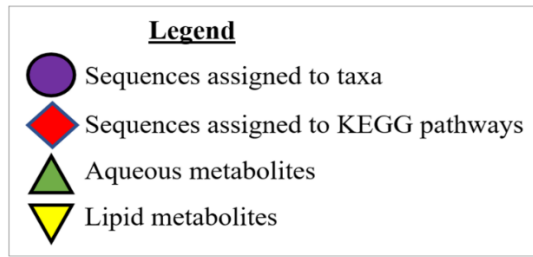 Legend
Sequences assigned to taxa
Sequences assigned to KEGG pathways
Aqueous metabolites
Lipid metabolites